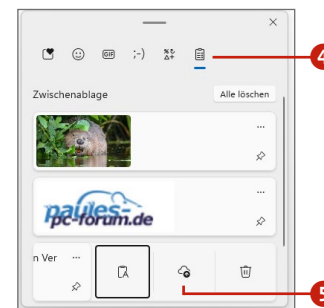 GIF
;-)
4
Zwischenablage
Alle löschen
paules-
pc-forum.de
n Ver
5